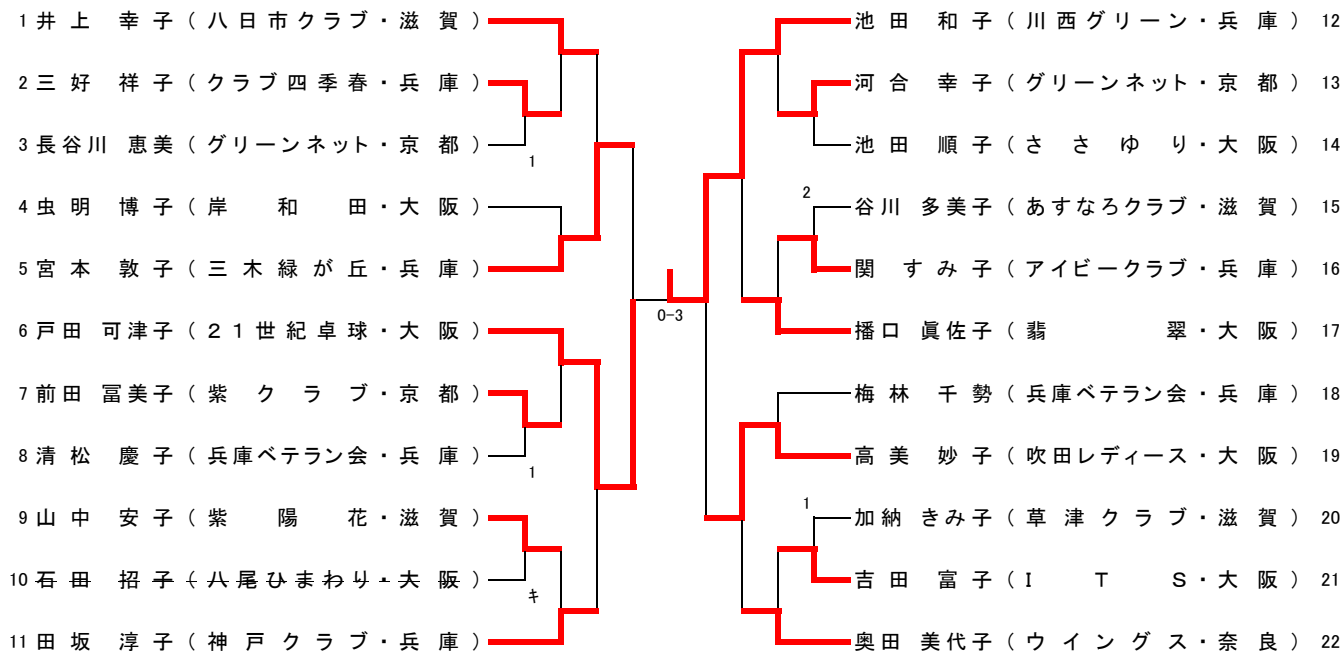 1 井上 幸子 (八日市クラブ・滋賀)
2 三好 祥子 (クラブ四季春・兵庫)
3 長谷川 恵美 (グリーンネット・京都)
1
4 虫明 博子 (岸和田・大阪)
5 宮本 敦子 (三木緑が丘・兵庫)
6 戸田 可津子 (21世紀卓球・大阪)
7 前田 冨美子 (紫クラブ・京都)
8 清松 慶子 (兵庫ベテラン会・兵庫)
1
9 山中 安子 (紫陽花・滋賀)
10 石田 招子 (八尾ひまわり・大阪)
キ
11 田坂 淳子 (神戸クラブ・兵庫)
0-3
池田 和子 (川西グリーン・兵庫) 12
河合 幸子 (グリーンネット・京都) 13
池田 順子 (ささゆり・大阪) 14
2
谷川 多美子 (あすなろクラブ・滋賀) 15
関 すみ子 (アイビークラブ・兵庫) 16
播口 眞佐子 (翡翠・大阪) 17
梅林 千勢 (兵庫ベテラン会・兵庫) 18
高美 妙子 (吹田レディース・大阪) 19
1
加納 きみ子 (草津クラブ・滋賀) 20
吉田 富子 (ITS・大阪) 21
奥田 美代子 (ウイングス・奈良) 22